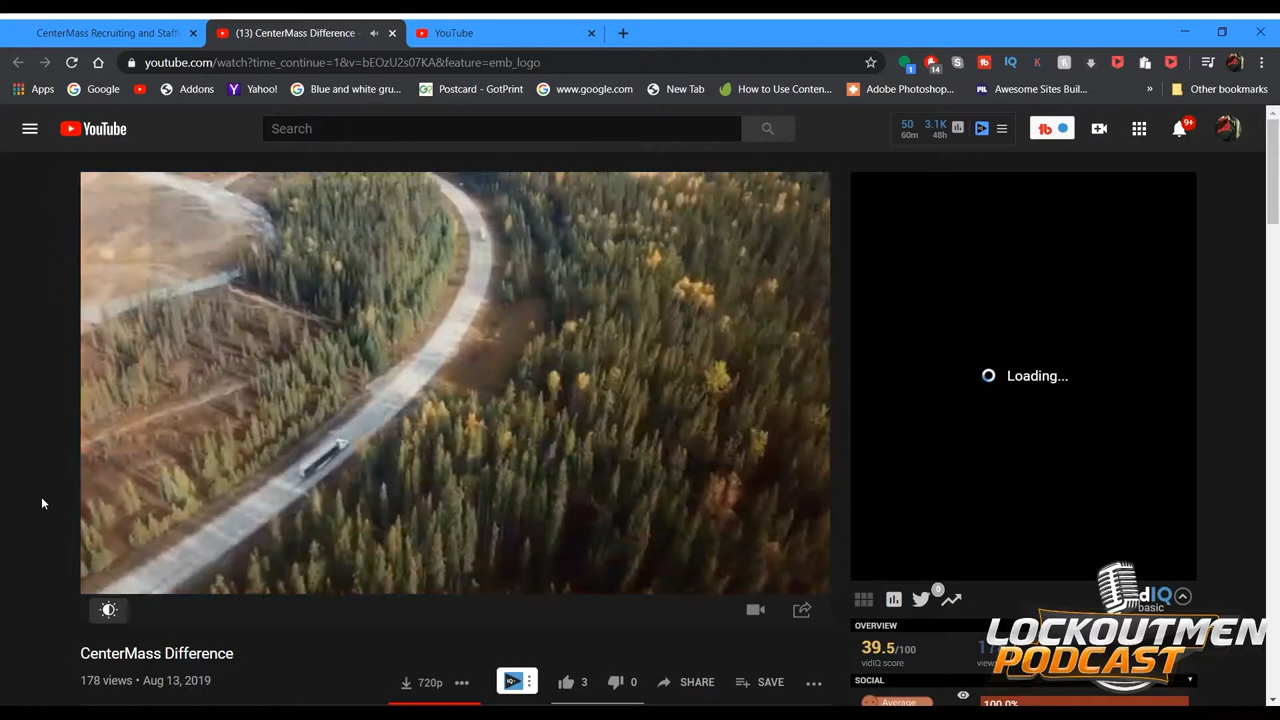 CenterMass Recruiting and Staff
(13) CenterMass Difference -
YouTube
youtube.com/watch?time_continue=1&v=bEOzU2s07KA&feature=emb_logo
1
14
Apps
Google
Addons
Yahoo!
Blue and white gru...
Postcard - GotPrint
www.google.com
New Tab
How to Use Conten...
Adobe Photoshop...
Awesome Sites Buil...
»
Other bookmarks
YouTube
Search
50
60m
3.1K
48h
9+
Loading...
0
dIQ
basic
OVERVIEW
39.5/100
vidIQ score
SOCIAL
Average
100.0%
LOCKOUTMEN
PODCAST
CenterMass Difference
178 views • Aug 13, 2019
720p
3
0
SHARE
SAVE